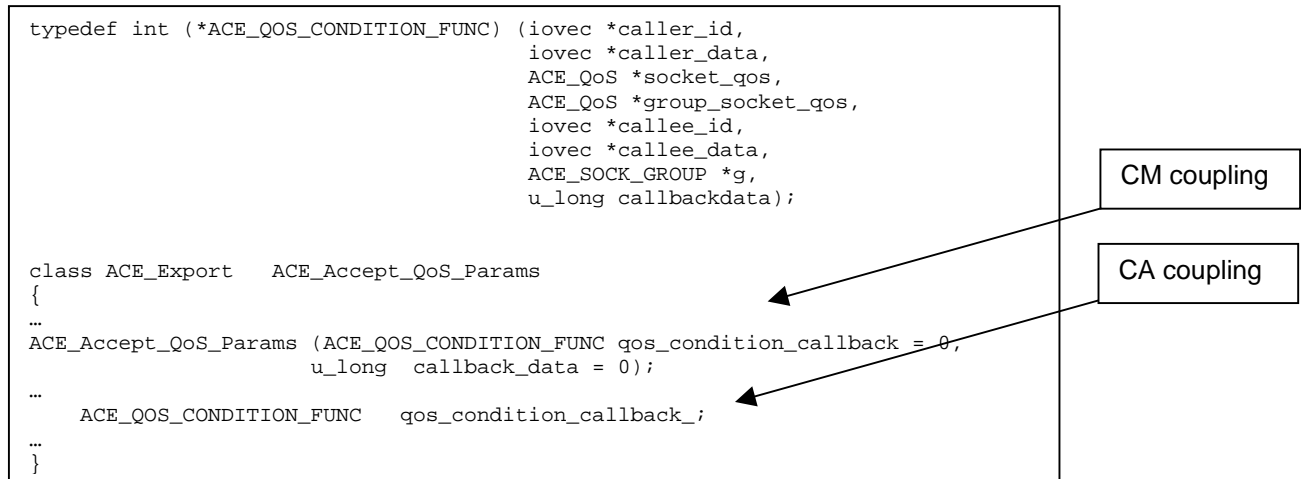 typedef int (*ACE_QOS_CONDITION_FUNC) (iovec *caller_id,
iovec *caller_data,
ACE_QoS *socket_qos,
ACE_QoS *group_socket_qos,
iovec *callee_id,
iovec *callee_data,
ACE_SOCK_GROUP *g,
u_long callbackdata);
CM coupling
class ACE_Export ACE_Accept_QoS_Params
CA coupling
{
…
ACE_Accept_QoS_Params (ACE_QOS_CONDITION_FUNC qos_condition_callback = 0,
u_long callback_data = 0);
…
ACE_QOS_CONDITION_FUNC qos_condition_callback_;
…
}